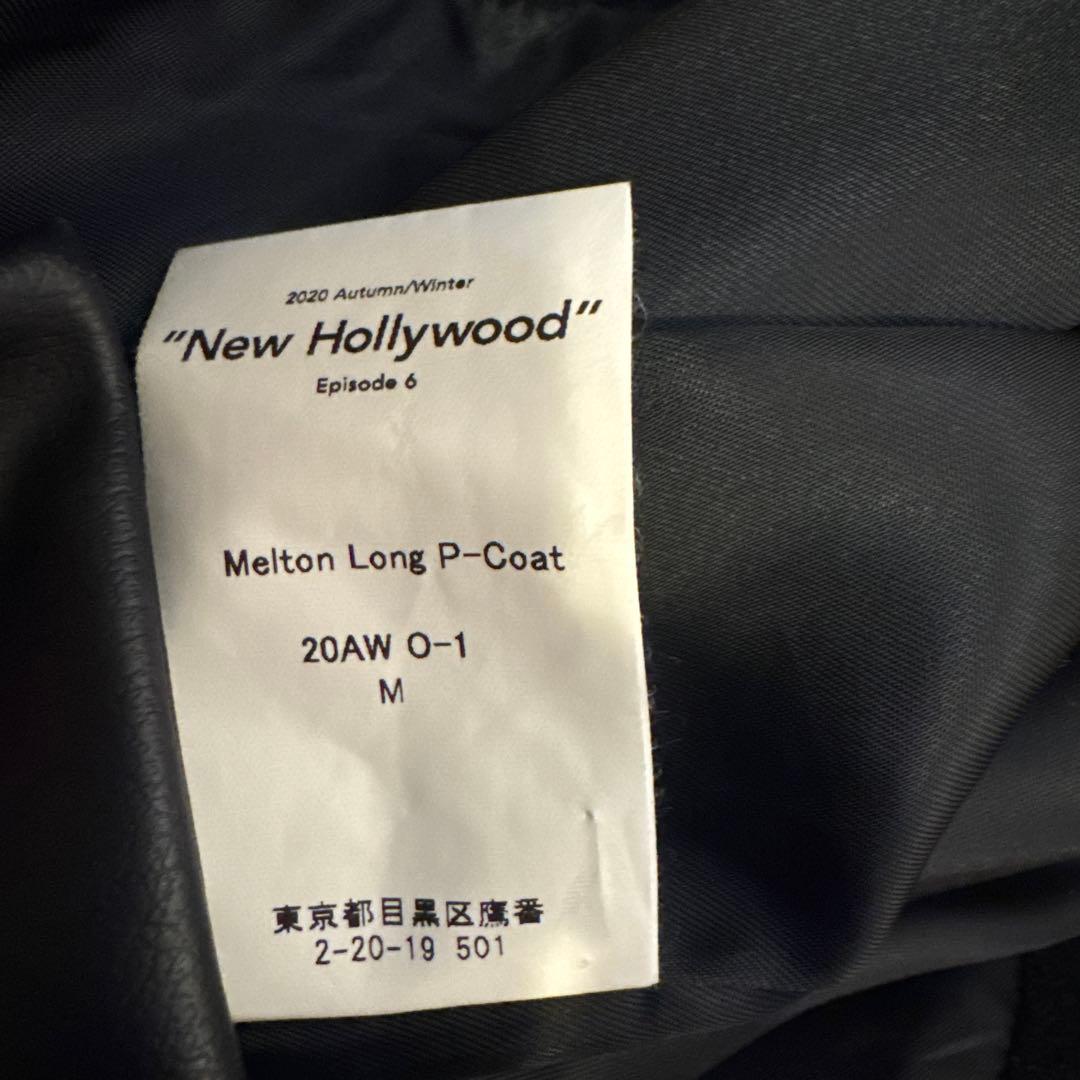 2020 Autumn/Winter
"New Hollywood"
Episode 6
Melton Long P-Coat
20AW O-1
M
東京都目黒区鷹番
2-20-19 501